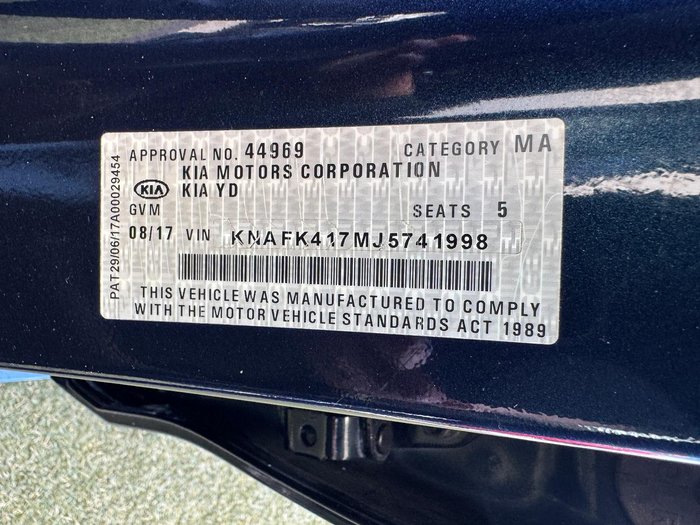 APPROVAL NO. 44969 CATEGORY MA
KIA MOTORS CORPORATION
KIA KIA YD
GVM SEATS 5
08/17 VIN KNAFK417MJ5741998
THIS VEHICLE WAS MANUFACTURED TO COMPLY
WITH THE MOTOR VEHICLE STANDARDS ACT 1989
PAT29/06/17A00029454